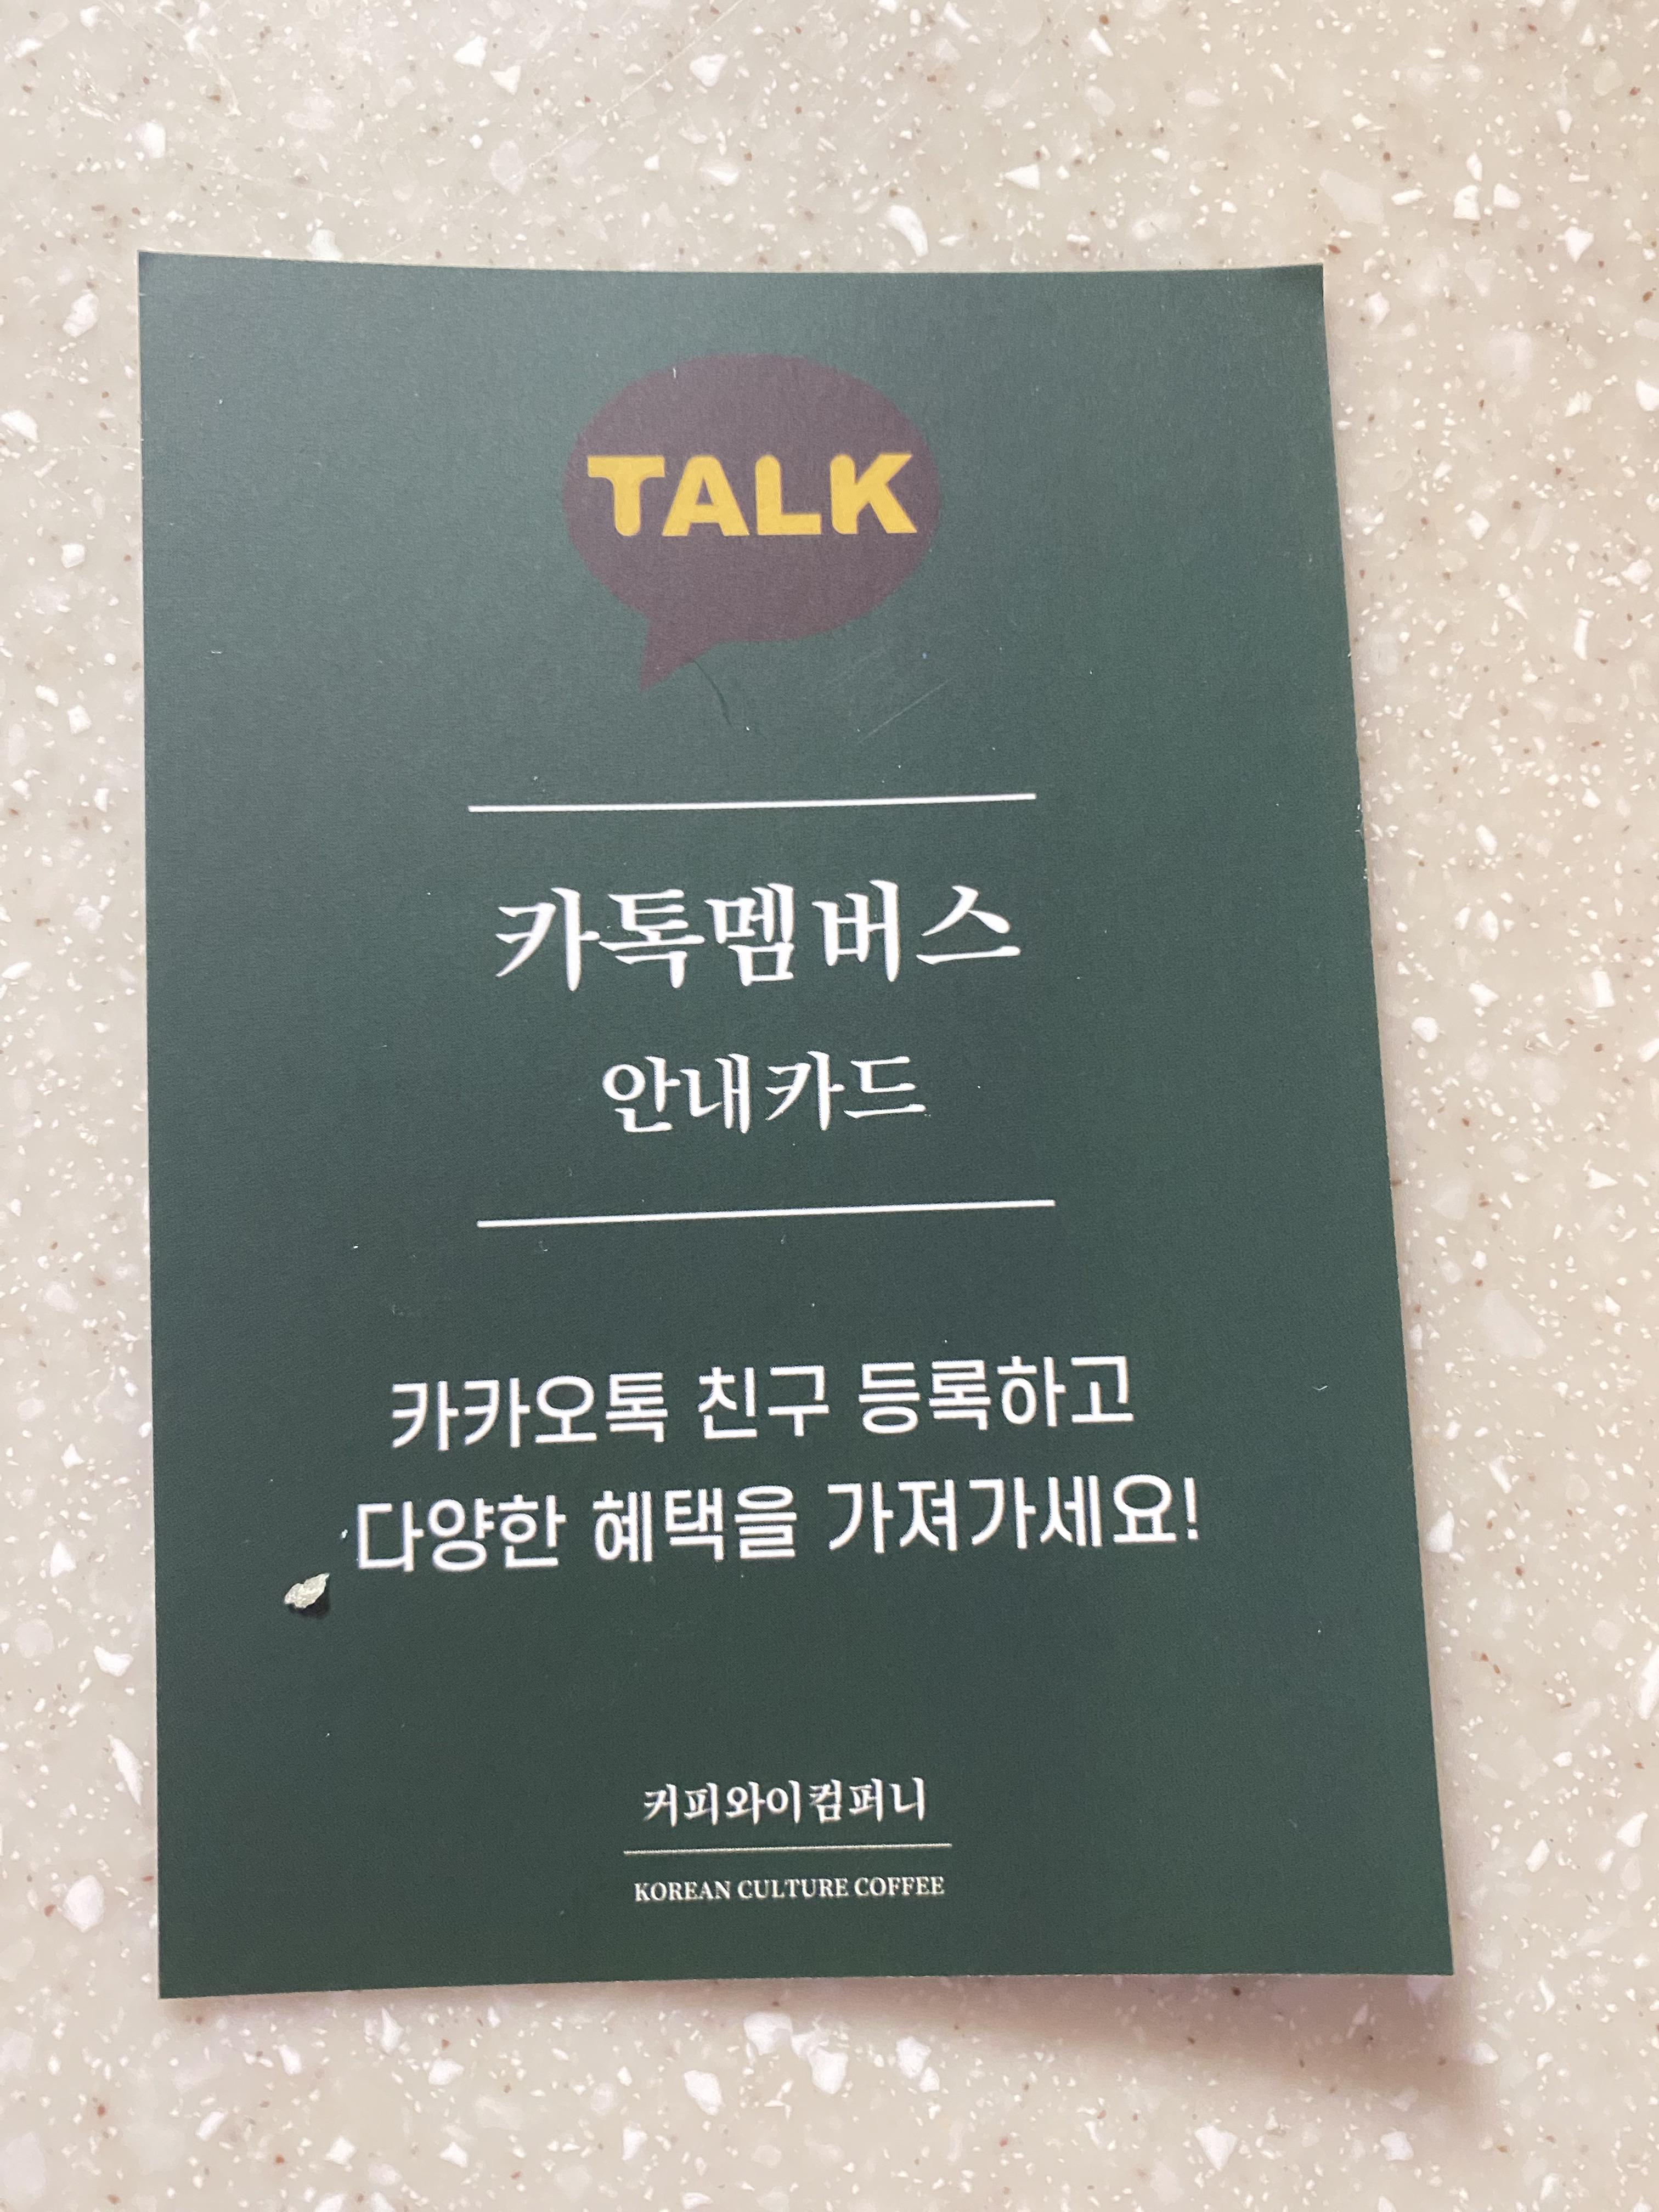 TALK
카톡멤버스
안내카드
카카오톡 친구 등록하고
다양한 혜택을 가져가세요!
커피와이컴퍼니
KOREAN CULTURE COFFEE